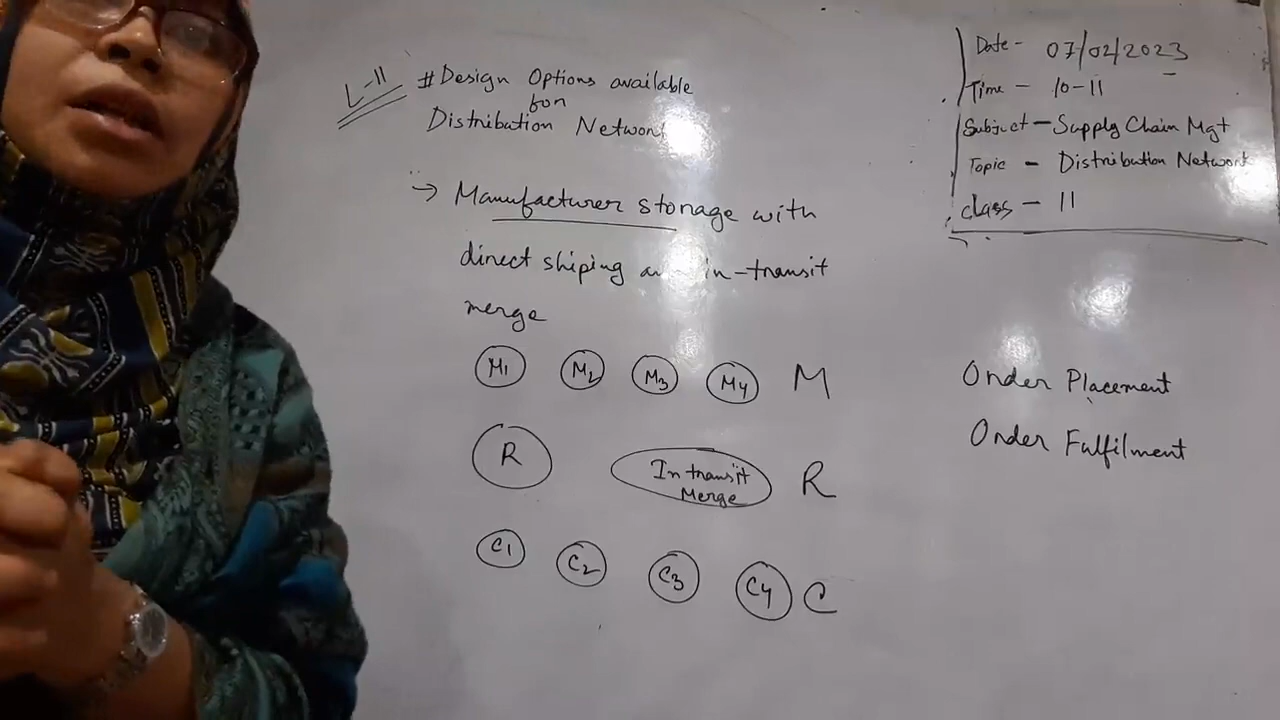 L-11
#Design Options available
for
Distribution Network
→ Manufacturer storage with
direct shiping in-transit
merge
M1 M2 M3 M4 M
R In transit Merge R
C1 C2 C3 C4 C
Date - 07/02/2023
Time - 10-11
Subject - Supply Chain Mgt
Topic - Distribution Network
class - 11
Order Placement
Order Fulfilment